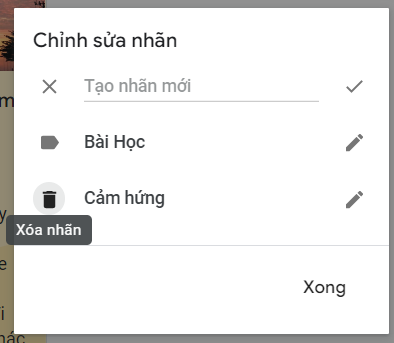 Chỉnh sửa nhãn
Tạo nhãn mới
Bài Học
Cảm hứng
Xóa nhãn
Xong